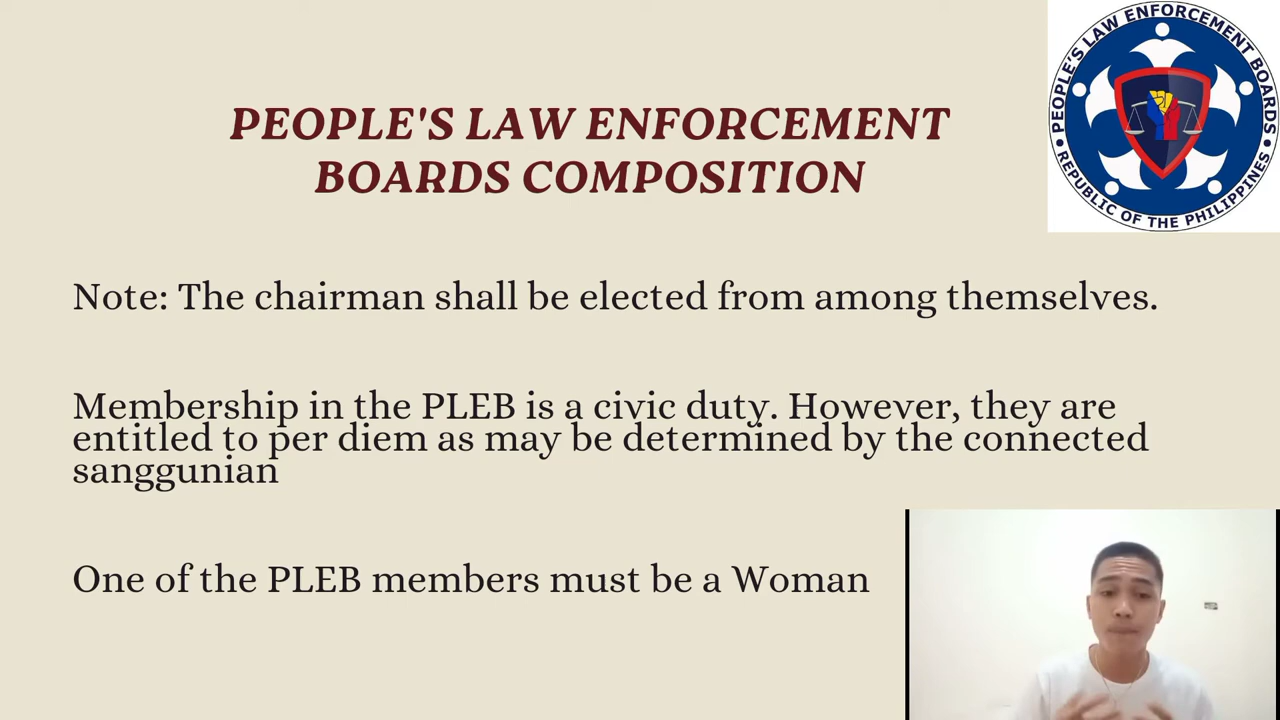 PEOPLE'S LAW ENFORCEMENT BOARDS
REPUBLIC OF THE PHILIPPINES
PEOPLE'S LAW ENFORCEMENT
BOARDS COMPOSITION
Note: The chairman shall be elected from among themselves.
Membership in the PLEB is a civic duty. However, they are
entitled to per diem as may be determined by the connected
sanggunian
One of the PLEB members must be a Woman